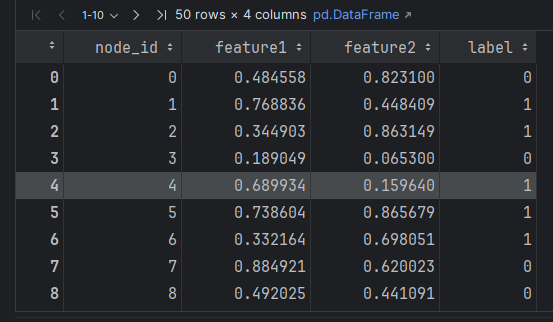 1-10 50 rows × 4 columns pd.DataFrame
node_id feature1 feature2 label
0 0 0.484558 0.823100 0
1 1 0.768836 0.448409 1
2 2 0.344903 0.863149 1
3 3 0.189049 0.065300 0
4 4 0.689934 0.159640 1
5 5 0.738604 0.865679 1
6 6 0.332164 0.698051 1
7 7 0.884921 0.620023 0
8 8 0.492025 0.441091 0